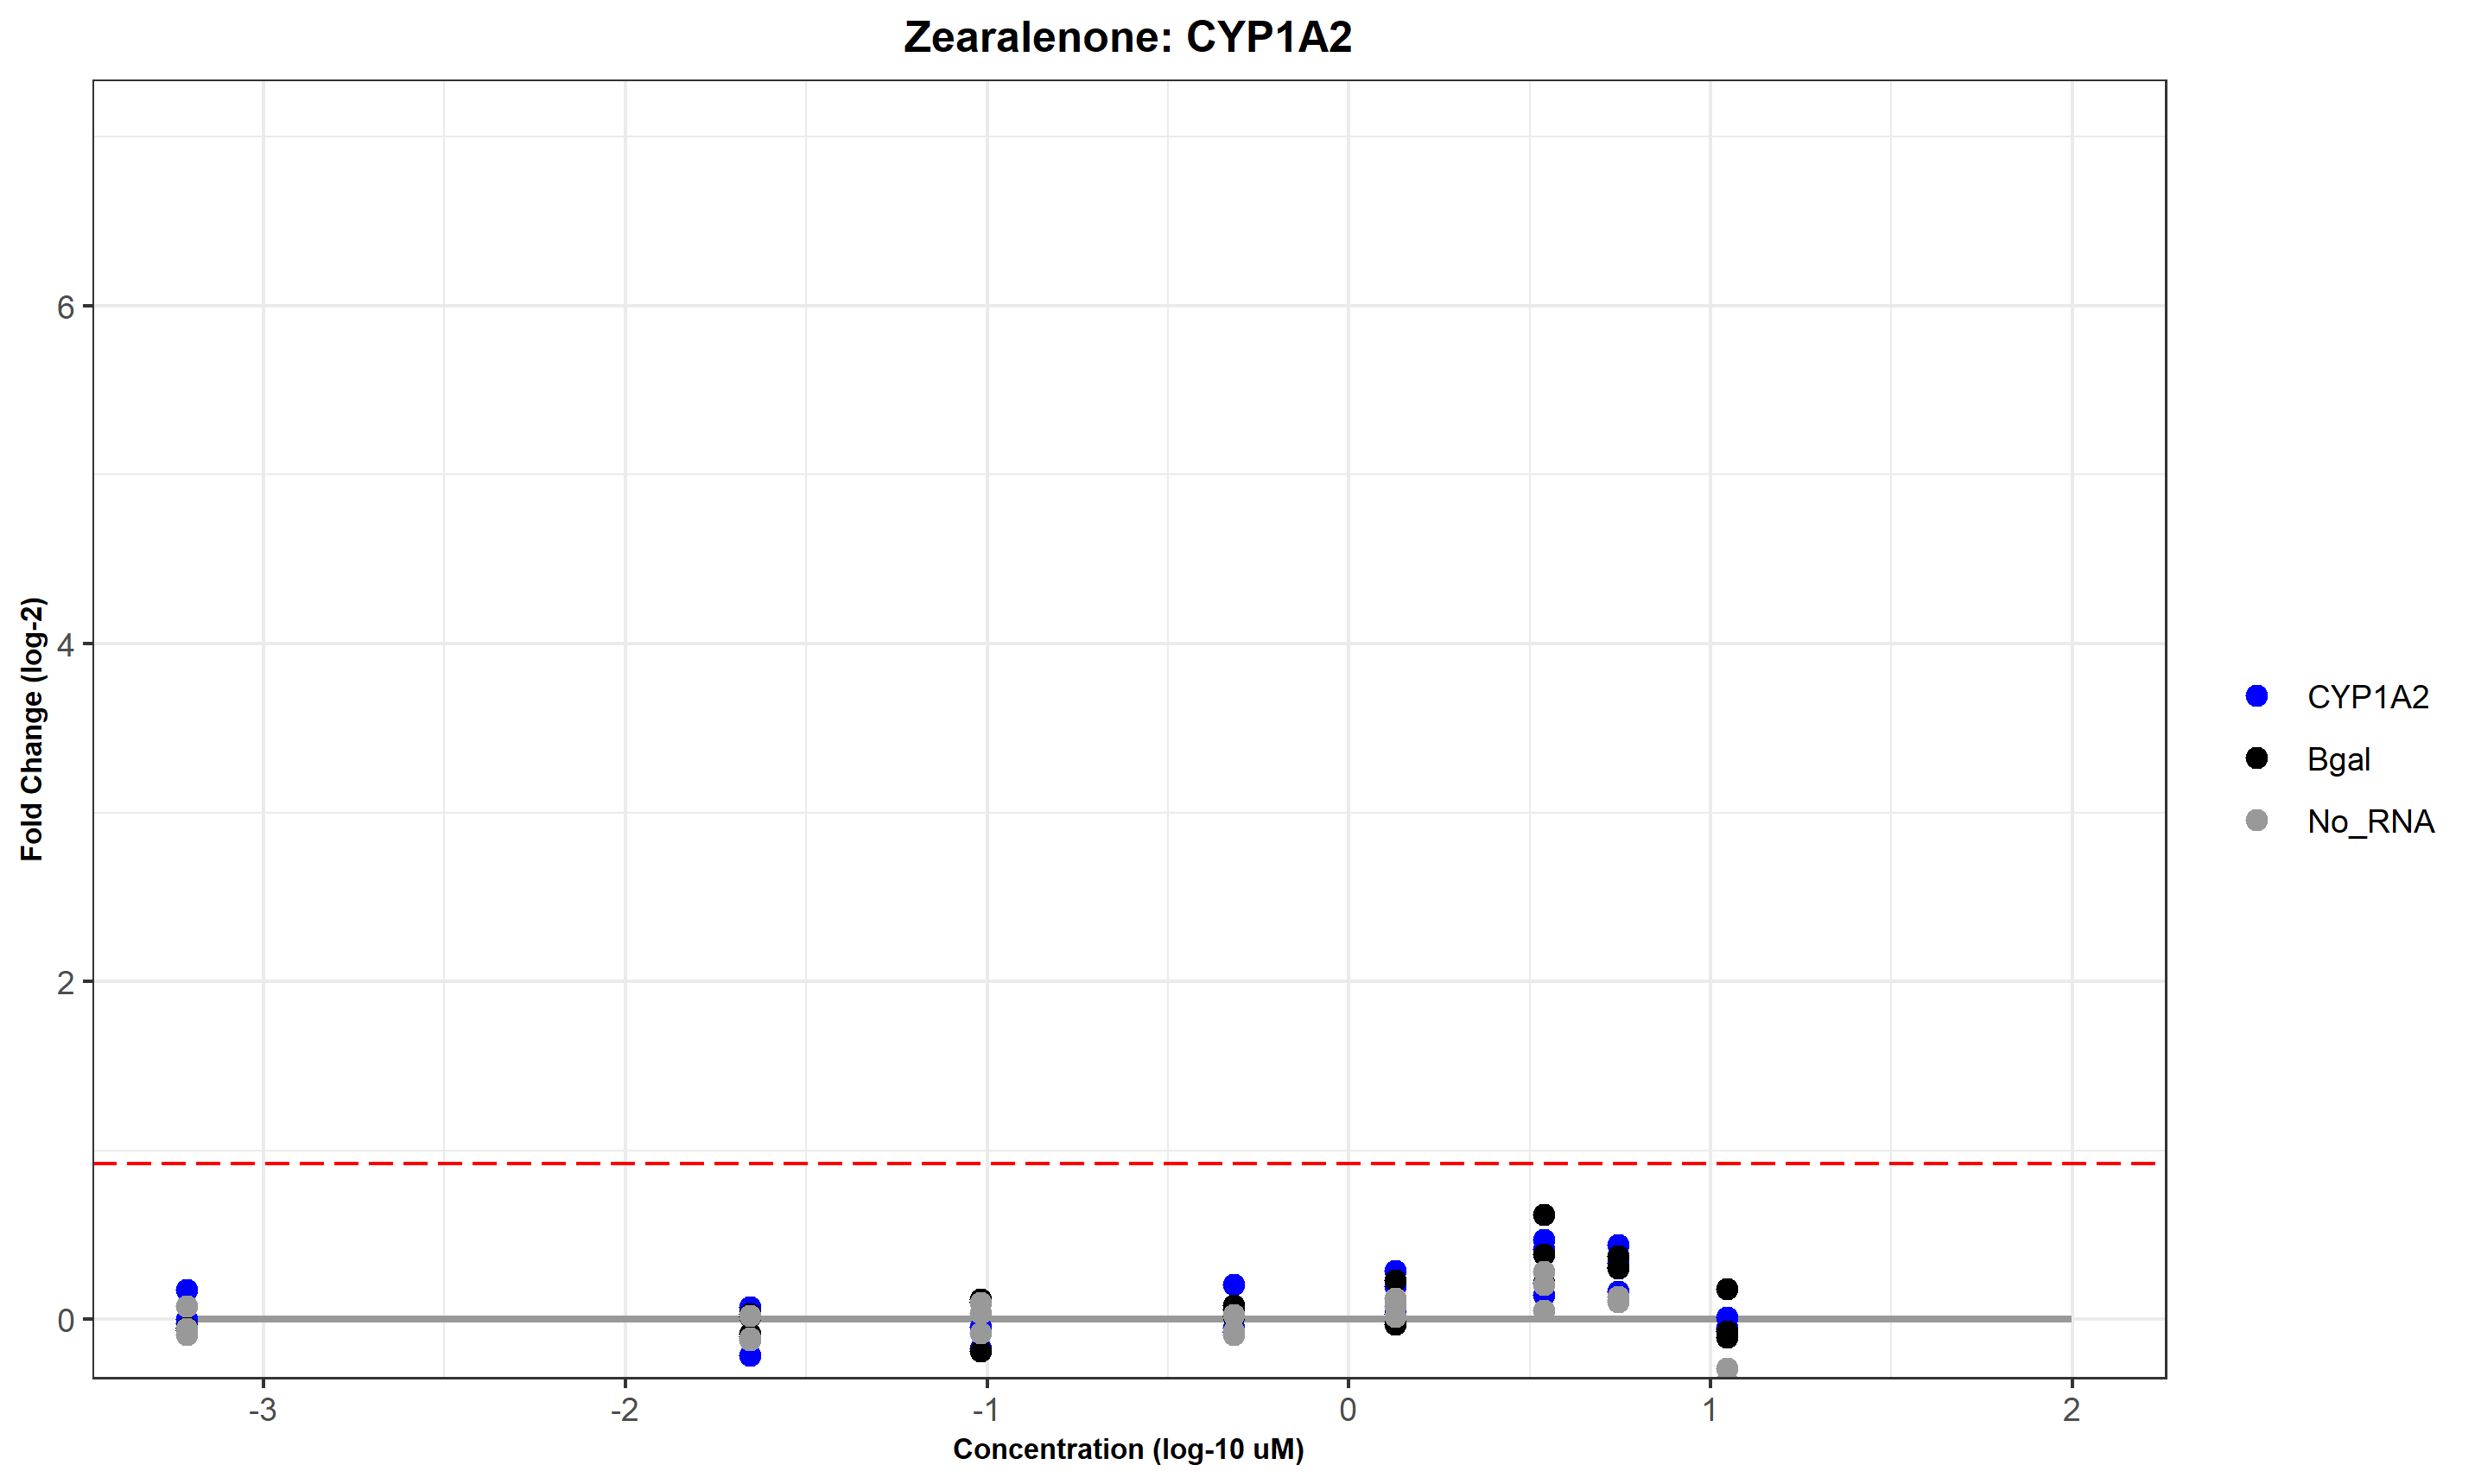 Zearalenone: CYP1A2
Fold Change (log-2)
6
4
2
0
-3
-2
-1
0
1
2
Concentration (log-10 uM)
CYP1A2
Bgal
No_RNA